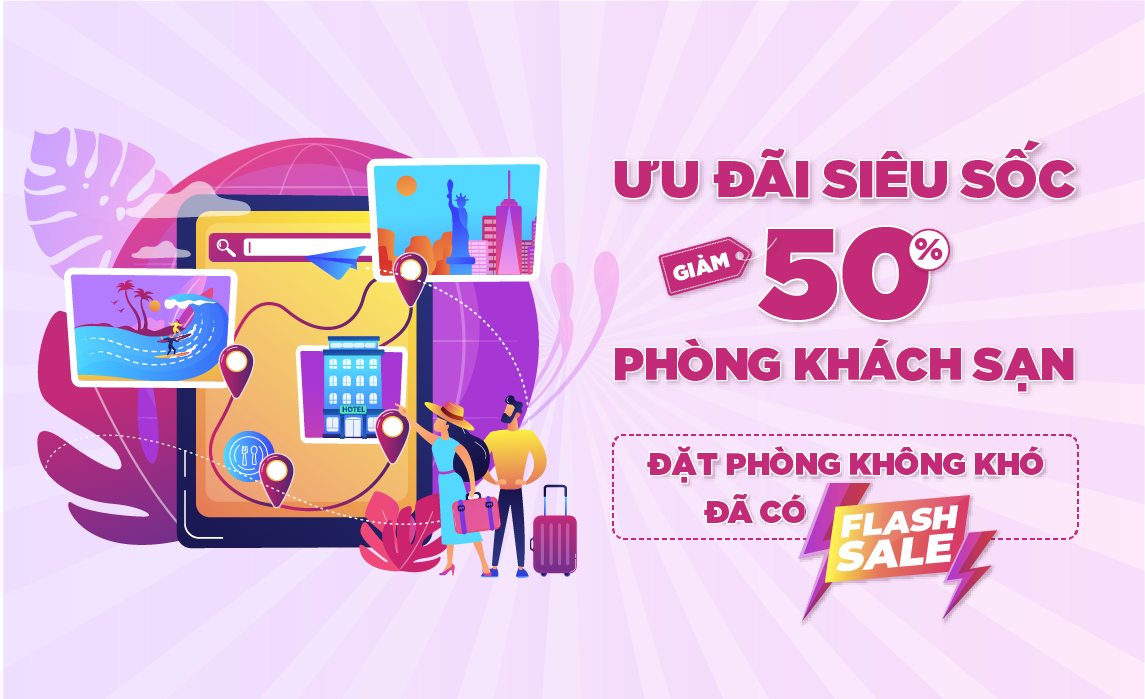 ƯU ĐÃI SIÊU SỐC
GIẢM 50%
PHÒNG KHÁCH SẠN
ĐẶT PHÒNG KHÔNG KHÓ
ĐÃ CÓ FLASH
SALE
HOTEL